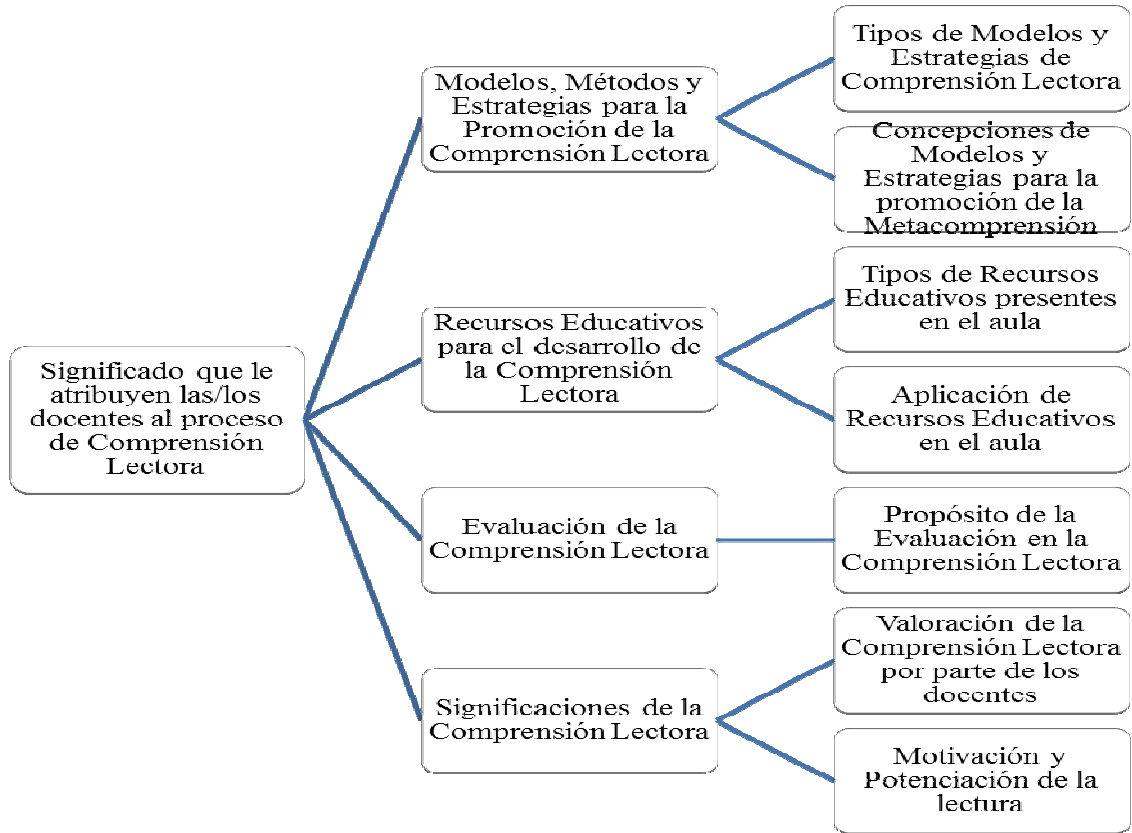 Significado que le
atribuyen las/los
docentes al proceso
de Comprensión
Lectora
Modelos, Métodos y
Estrategias para la
Promoción de la
Comprensión Lectora
Tipos de Modelos y
Estrategias de
Comprensión Lectora
Concepciones de
Modelos y
Estrategias para la
promoción de la
Metacomprensión
Recursos Educativos
para el desarrollo de
la Comprensión
Lectora
Tipos de Recursos
Educativos presentes
en el aula
Aplicación de
Recursos Educativos
en el aula
Evaluación de la
Comprensión Lectora
Propósito de la
Evaluación en la
Comprensión Lectora
Significaciones de la
Comprensión Lectora
Valoración de la
Comprensión Lectora
por parte de los
docentes
Motivación y
Potenciación de la
lectura